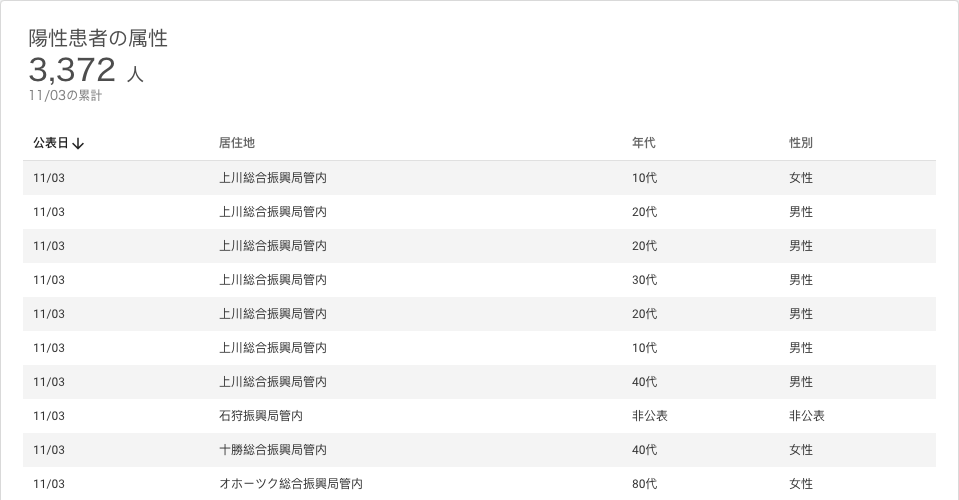 陽性患者の属性
3,372 人
11/03の累計
公表日↓ 居住地 年代 性別
11/03 上川総合振興局管内 10代 女性
11/03 上川総合振興局管内 20代 男性
11/03 上川総合振興局管内 20代 男性
11/03 上川総合振興局管内 30代 男性
11/03 上川総合振興局管内 20代 男性
11/03 上川総合振興局管内 10代 男性
11/03 上川総合振興局管内 40代 男性
11/03 石狩振興局管内 非公表 非公表
11/03 十勝総合振興局管内 40代 女性
11/03 オホーツク総合振興局管内 80代 女性